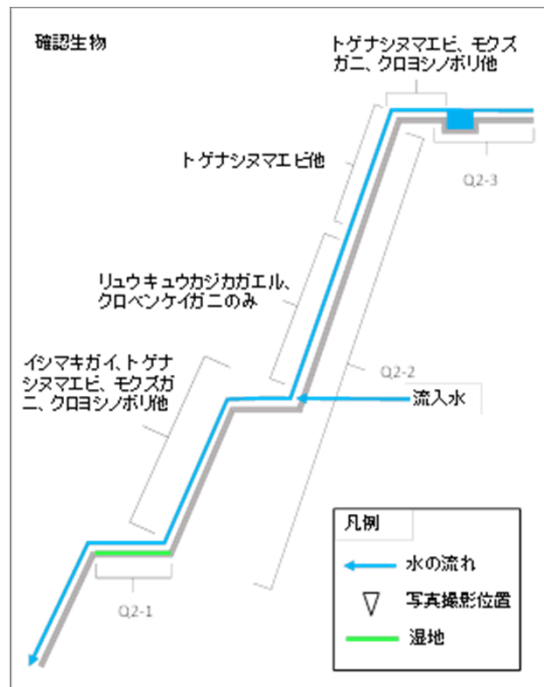 確認生物
トゲナシヌマエビ、モクズ
ガニ、クロヨシノボリ他
Q2-3
トゲナシヌマエビ他
リュウキュウカジカガエル、
クロベンケイガニのみ
Q2-2
イシマキガイ、トゲナ
シヌマエビ、モクズガ
ニ、クロヨシノボリ他
流入水
Q2-1
凡例
水の流れ
写真撮影位置
湿地